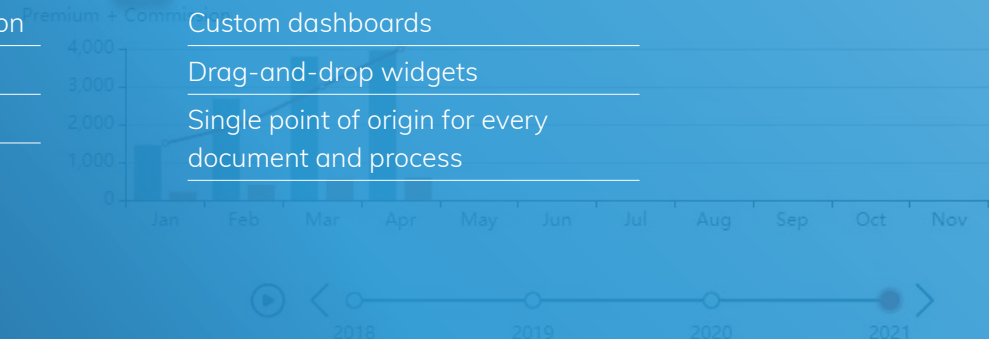 Premium + Commission
on
Custom dashboards
4,000
Drag-and-drop widgets
3,000
Single point of origin for every
2,000
document and process
1,000
0
Jan Feb Mar Apr May Jun Jul Aug Sep Oct Nov
2018 2019 2020 2021